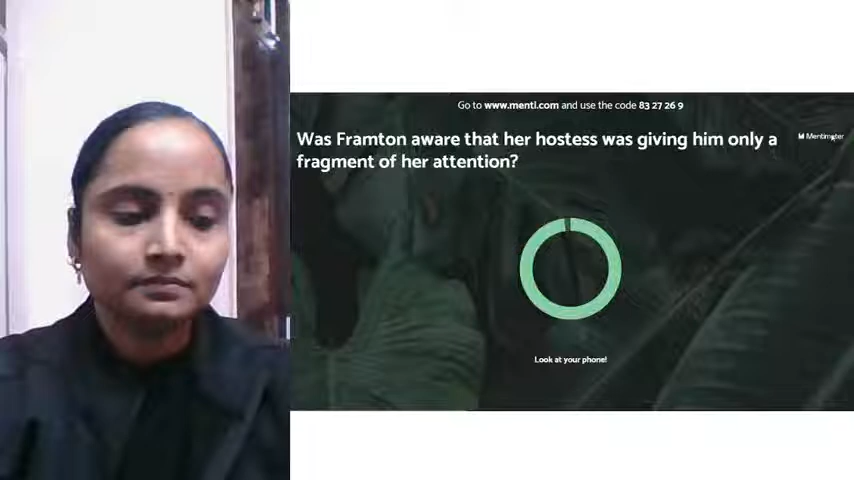 Go to www.menti.com and use the code 83 27 26 9
Was Framton aware that her hostess was giving him only a
fragment of her attention?
Mentimeter
Look at your phone!